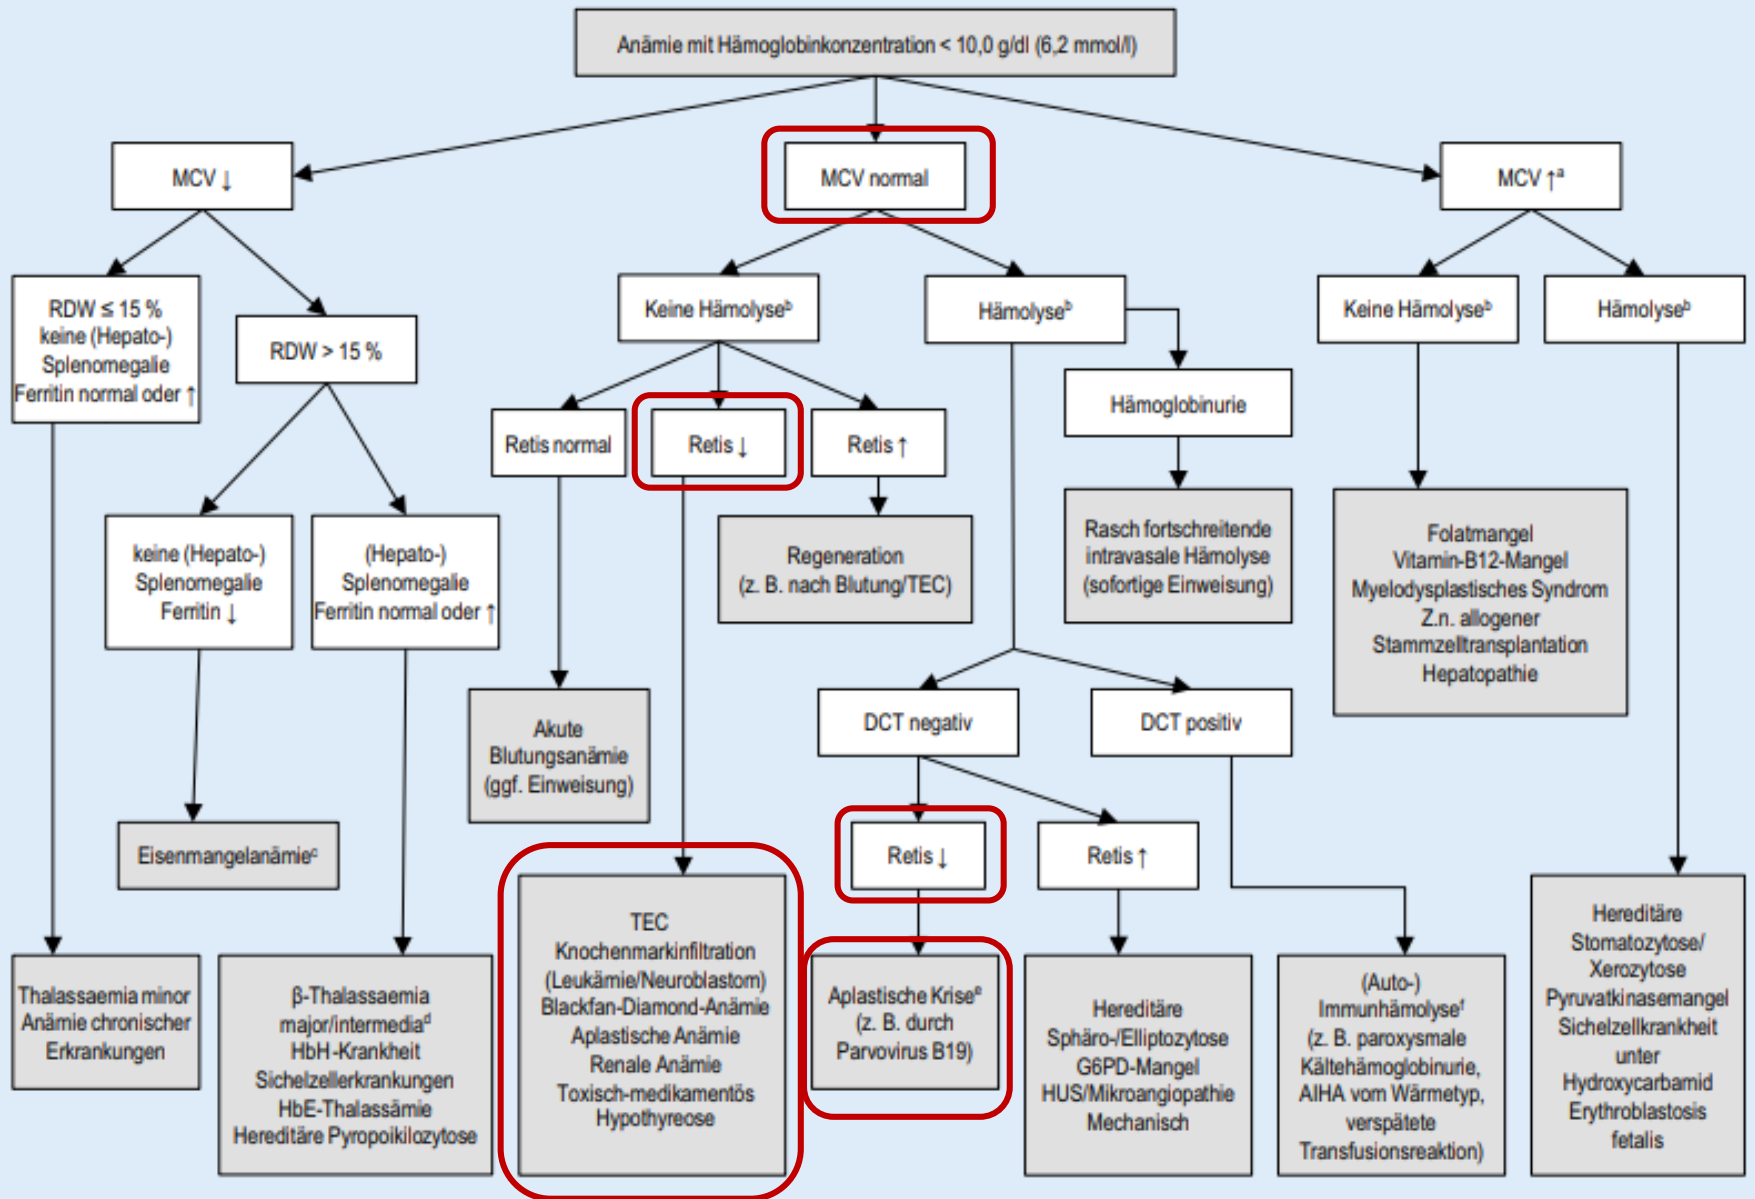 Anämie mit Hämoglobinkonzentration < 10,0 g/dl (6,2 mmol/l)
MCV ↓
MCV normal
MCV ↑ᵃ
RDW ≤ 15 %
keine (Hepato-)
Splenomegalie
Ferritin normal oder ↑
RDW > 15 %
Keine Hämolyseᵇ
Hämolyseᵇ
Keine Hämolyseᵇ
Hämolyseᵇ
Hämoglobinurie
Retis normal
Retis ↓
Retis ↑
keine (Hepato-)
Splenomegalie
Ferritin ↓
(Hepato-)
Splenomegalie
Ferritin normal oder ↑
Regeneration
(z. B. nach Blutung/TEC)
Rasch fortschreitende
intravasale Hämolyse
(sofortige Einweisung)
Folatmangel
Vitamin-B12-Mangel
Myelodysplastisches Syndrom
Z.n. allogener
Stammzelltransplantation
Hepatopathie
Akute
Blutungsanämie
(ggf. Einweisung)
DCT negativ
DCT positiv
Eisenmangelanämieᶜ
Retis ↓
Retis ↑
Thalassaemia minor
Anämie chronischer
Erkrankungen
β-Thalassaemia
major/intermediaᵈ
HbH-Krankheit
Sichelzellerkrankungen
HbE-Thalassämie
Hereditäre Pyropoikilozytose
TEC
Knochenmarkinfiltration
(Leukämie/Neuroblastom)
Blackfan-Diamond-Anämie
Aplastische Anämie
Renale Anämie
Toxisch-medikamentös
Hypothyreose
Aplastische Kriseᵉ
(z. B. durch
Parvovirus B19)
Hereditäre
Sphäro-/Elliptozytose
G6PD-Mangel
HUS/Mikroangiopathie
Mechanisch
(Auto-)
Immunhämolyseᶠ
(z. B. paroxysmale
Kältehämoglobinurie,
AIHA vom Wärmetyp,
verspätete
Transfusionsreaktion)
Hereditäre
Stomatozytose/
Xerozytose
Pyruvatkinasemangel
Sichelzellkrankheit
unter
Hydroxycarbamid
Erythroblastosis
fetalis